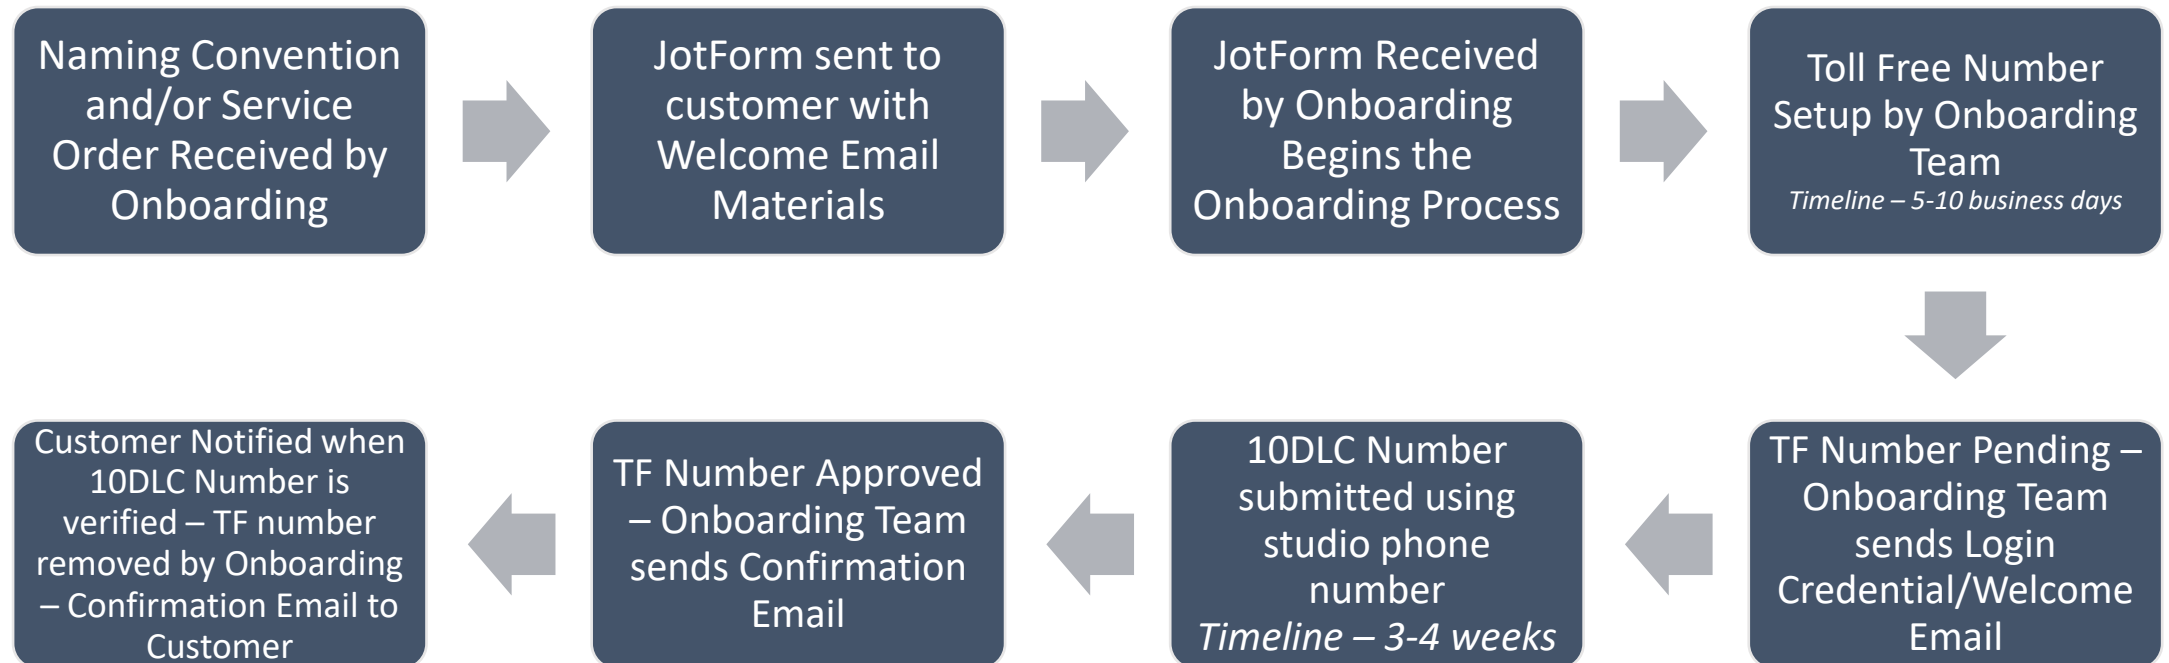 Naming Convention
and/or Service
Order Received by
Onboarding
JotForm sent to
customer with
Welcome Email
Materials
JotForm Received
by Onboarding
Begins the
Onboarding Process
Toll Free Number
Setup by Onboarding
Team
Timeline – 5-10 business days
TF Number Pending –
Onboarding Team
sends Login
Credential/Welcome
Email
10DLC Number
submitted using
studio phone
number
Timeline – 3-4 weeks
TF Number Approved
– Onboarding Team
sends Confirmation
Email
Customer Notified when
10DLC Number is
verified – TF number
removed by Onboarding
– Confirmation Email to
Customer